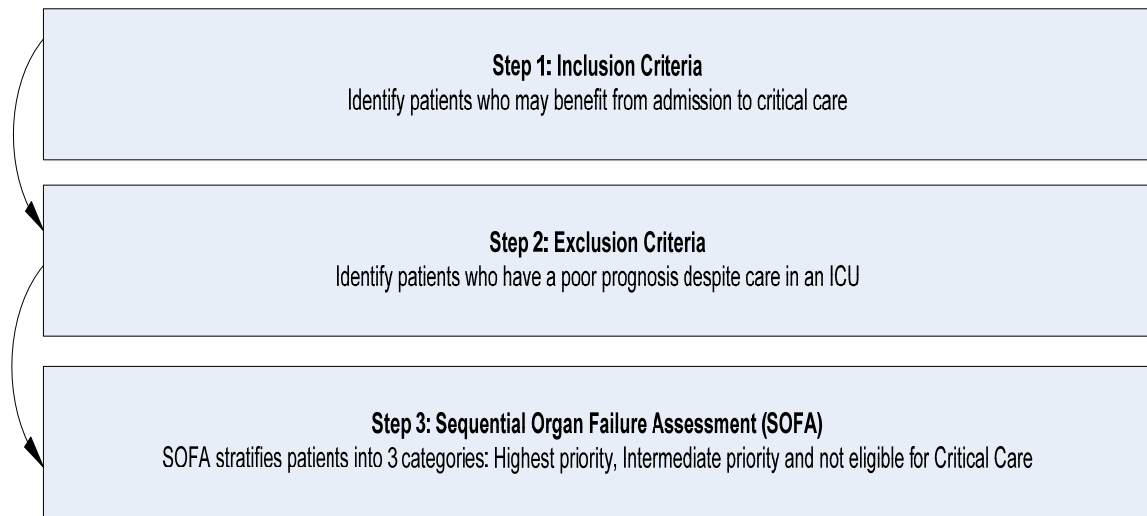 Step 1: Inclusion Criteria
Identify patients who may benefit from admission to critical care
Step 2: Exclusion Criteria
Identify patients who have a poor prognosis despite care in an ICU
Step 3: Sequential Organ Failure Assessment (SOFA)
SOFA stratifies patients into 3 categories: Highest priority, Intermediate priority and not eligible for Critical Care